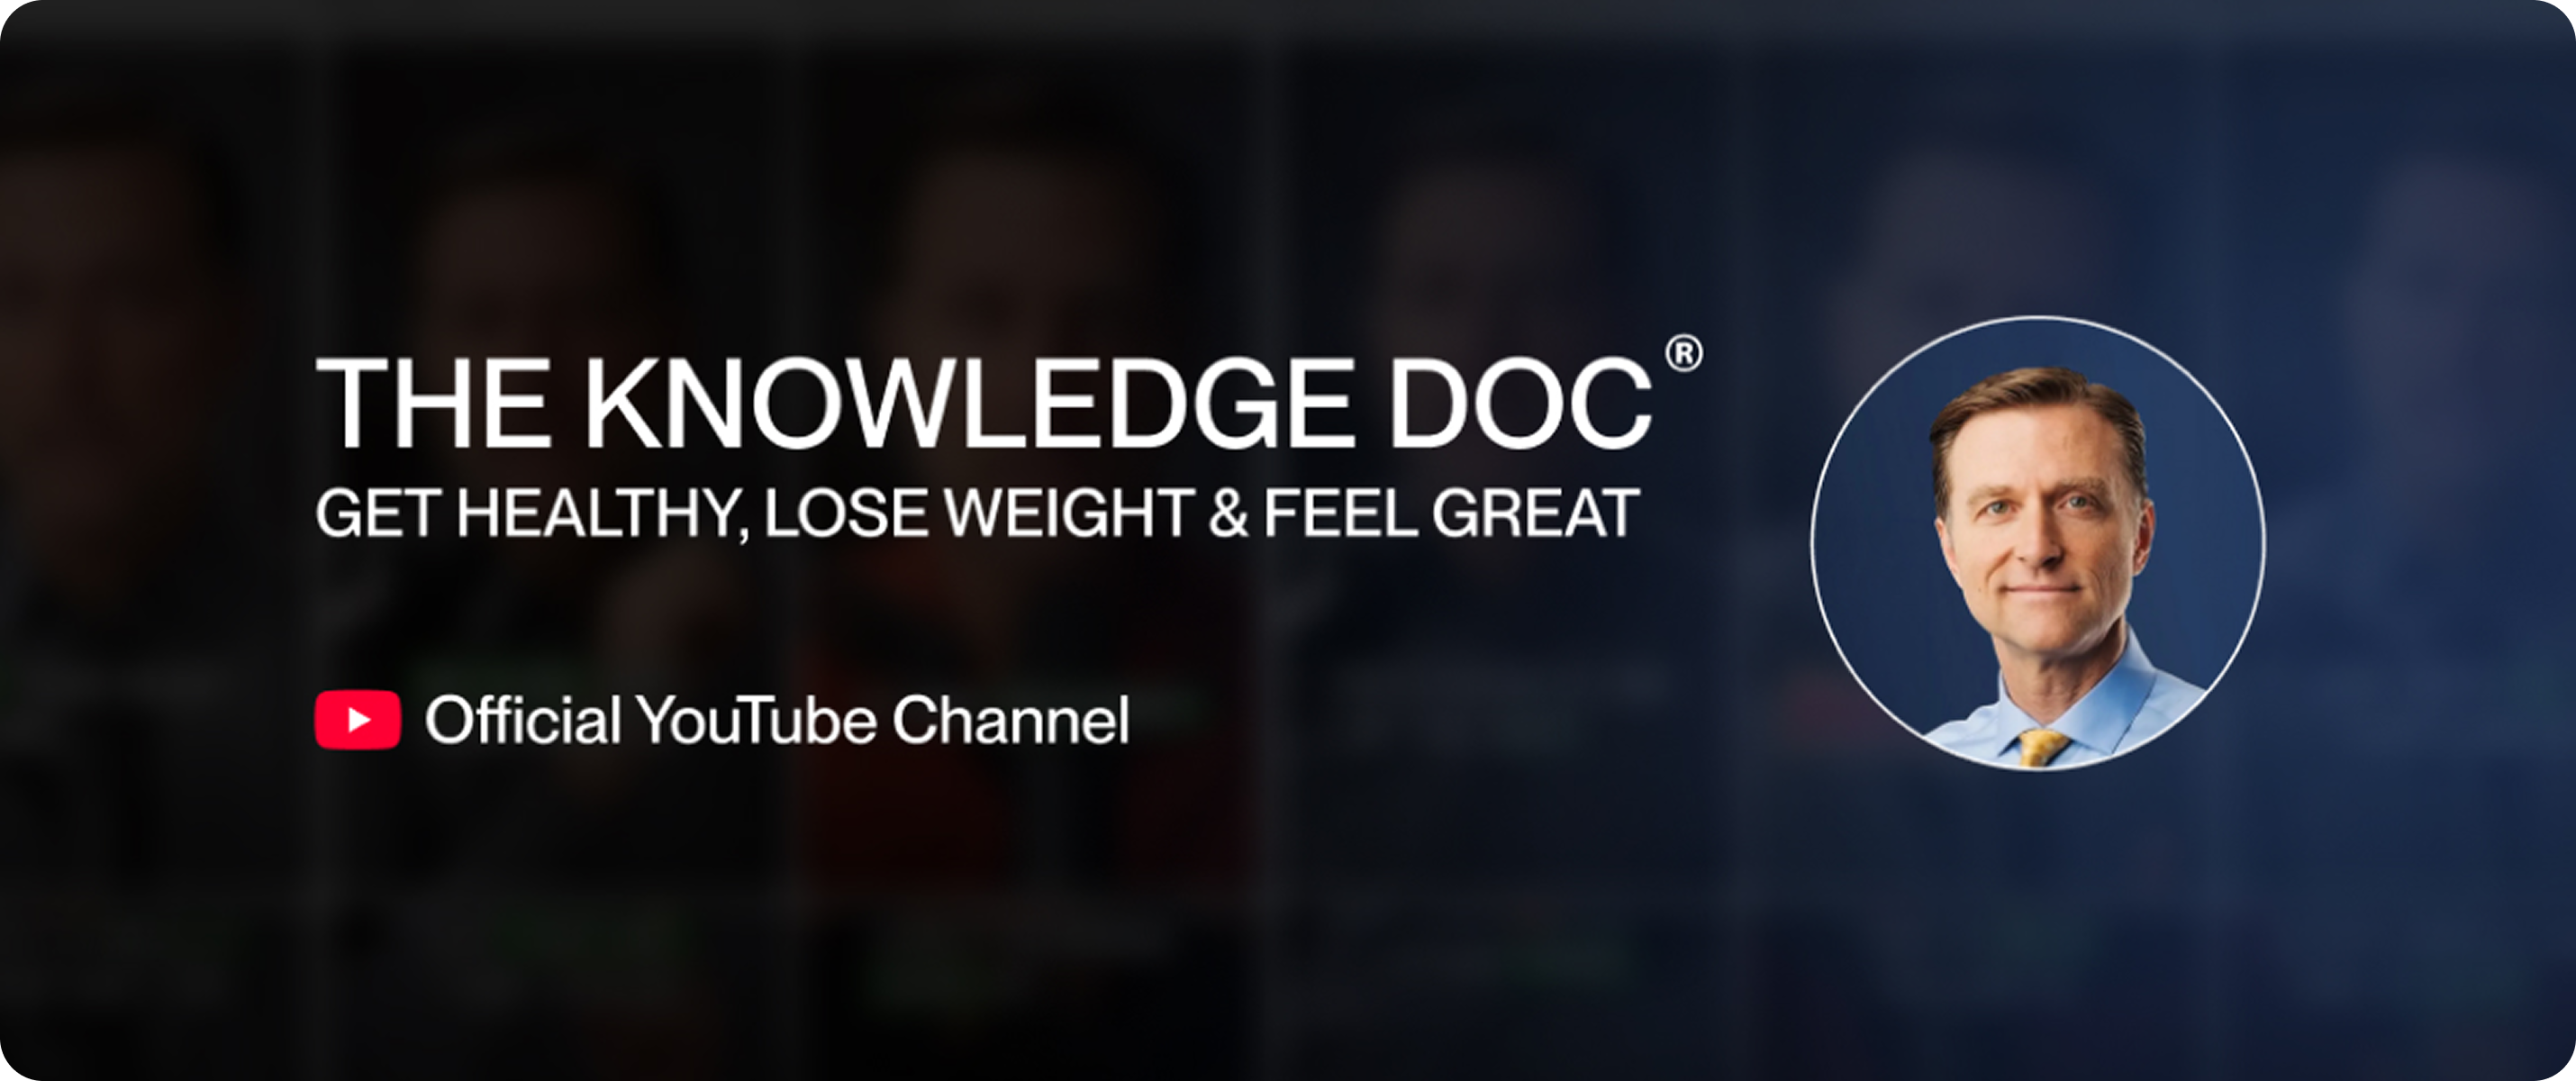 THE KNOWLEDGE DOC®
GET HEALTHY, LOSE WEIGHT & FEEL GREAT
Official YouTube Channel